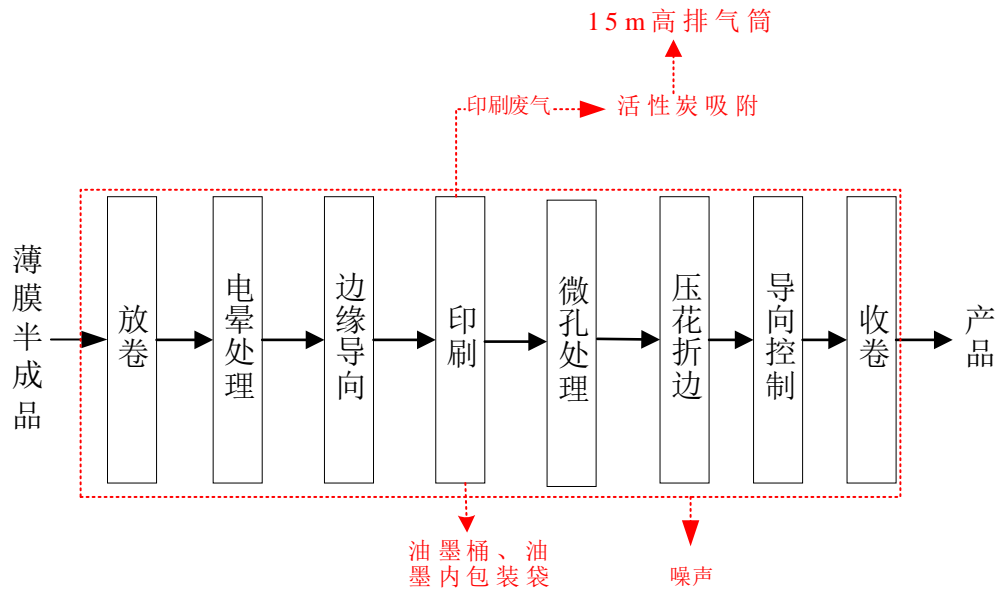 15m高排气筒
印刷废气
活性炭吸附
薄膜半成品
放卷
电晕处理
边缘导向
印刷
微孔处理
压花折边
导向控制
收卷
产品
油墨桶、油
墨内包装袋
噪声